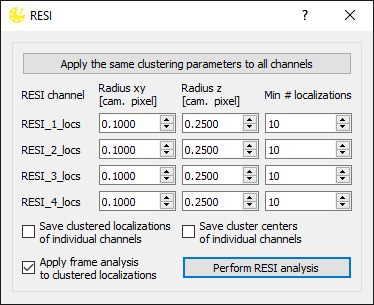 RESI
Apply the same clustering parameters to all channels
RESI channel
Radius xy
[cam. pixel]
Radius z
[cam. pixel]
Min # localizations
RESI_1_locs 0.1000 0.2500 10
RESI_2_locs 0.1000 0.2500 10
RESI_3_locs 0.1000 0.2500 10
RESI_4_locs 0.1000 0.2500 10
Save clustered localizations
of individual channels
Save cluster centers
of individual channels
Apply frame analysis
to clustered localizations
Perform RESI analysis